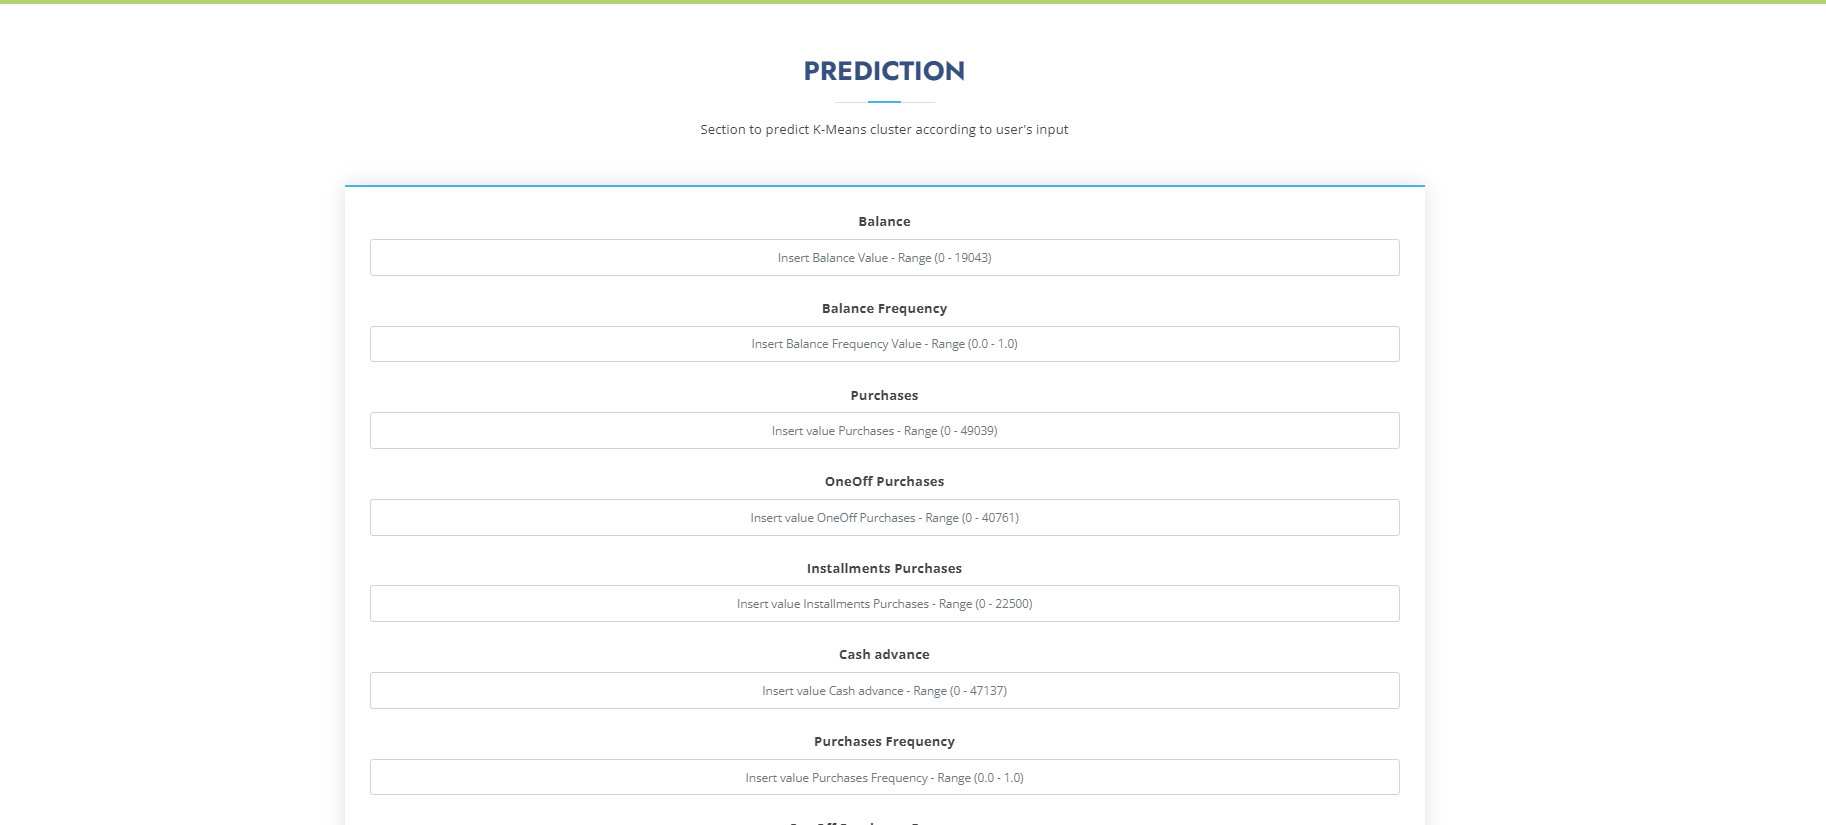 PREDICTION
Section to predict K-Means cluster according to user's input
Balance
Insert Balance Value - Range (0 - 19043)
Balance Frequency
Insert Balance Frequency Value - Range (0.0 - 1.0)
Purchases
Insert value Purchases - Range (0 - 49039)
OneOff Purchases
Insert value OneOff Purchases - Range (0 - 40761)
Installments Purchases
Insert value Installments Purchases - Range (0 - 22500)
Cash advance
Insert value Cash advance - Range (0 - 47137)
Purchases Frequency
Insert value Purchases Frequency - Range (0.0 - 1.0)